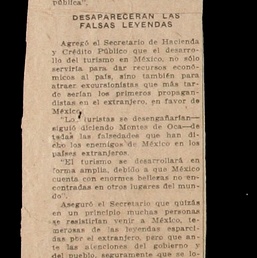 pública".
DESAPARECERAN LAS
FALSAS LEYENDAS
Agregó el Secretario de Hacienda
y Crédito Público que el desarro-
llo del turismo en México, no sólo
serviría para dar recursos econó-
micos al país, sino también para
atraer excursionistas que más tar-
de serían los primeros propagandis-
tas en el extranjero, en favor de
México.
"Los turistas se desengañarían—
siguió diciendo Montes de Oca—de
todas las falsedades que han di-
cho los enemigos de México en los
países extranjeros.
"El turismo se desarrollará en
forma amplia, debido a que México
cuenta con enormes bellezas no en-
contradas en otros lugares del mun-
do".
Aseguró el Secretario que quizás
en un principio muchas personas
se resistirían venir a México, te-
merosas de las leyendas esparci-
das por el extranjero, pero que an-
te las atenciones del gobierno y
del pueblo, seguramente que se lo-